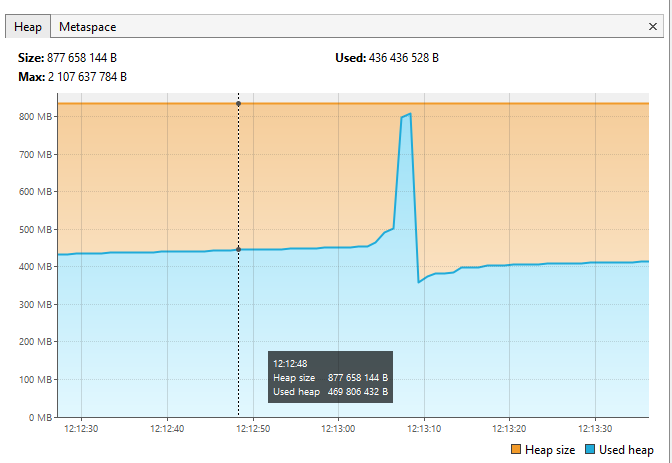 Heap Metaspace ×
Size: 877 658 144 B Used: 436 436 528 B
Max: 2 107 637 784 B
800 MB
700 MB
600 MB
500 MB
400 MB
300 MB
200 MB
100 MB
0 MB
12:12:48
Heap size 877 658 144 B
Used heap 469 806 432 B
12:12:30 12:12:40 12:12:50 12:13:00 12:13:10 12:13:20 12:13:30
Heap size Used heap